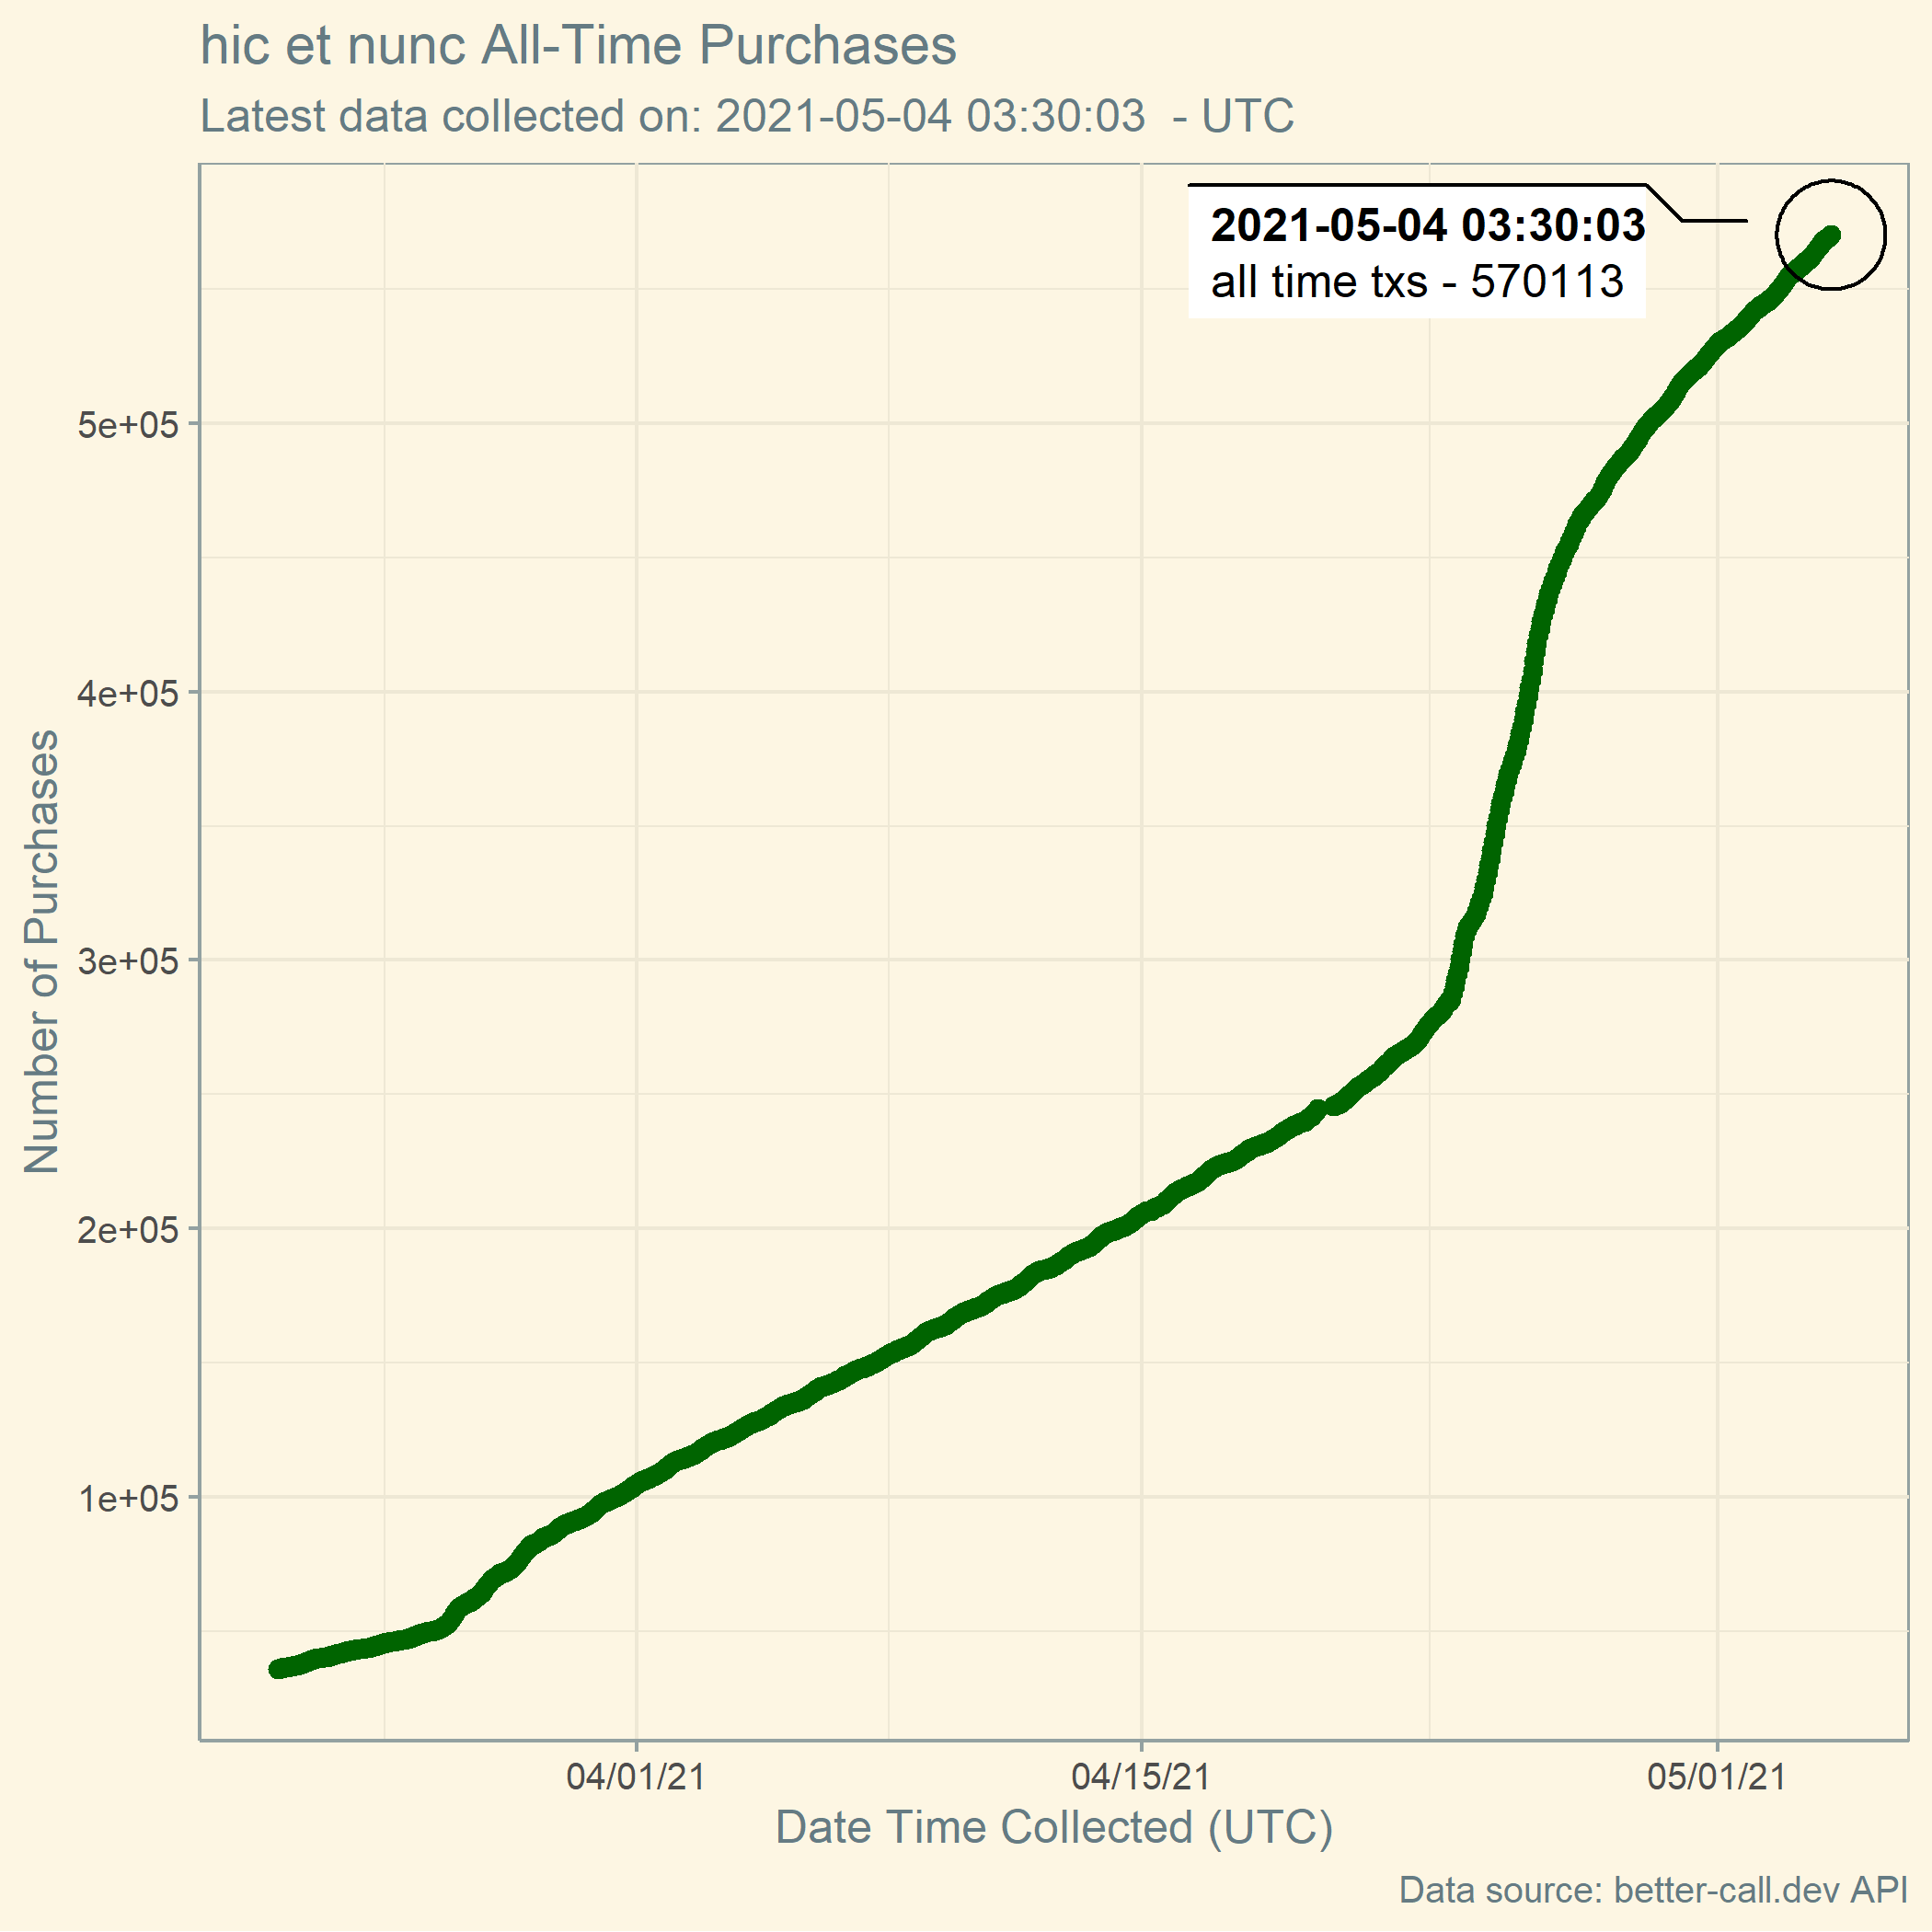 hic et nunc All-Time Purchases
Latest data collected on: 2021-05-04 03:30:03  - UTC
2021-05-04 03:30:03
all time txs - 570113
Number of Purchases
5e+05
4e+05
3e+05
2e+05
1e+05
04/01/21
04/15/21
05/01/21
Date Time Collected (UTC)
Data source: better-call.dev API